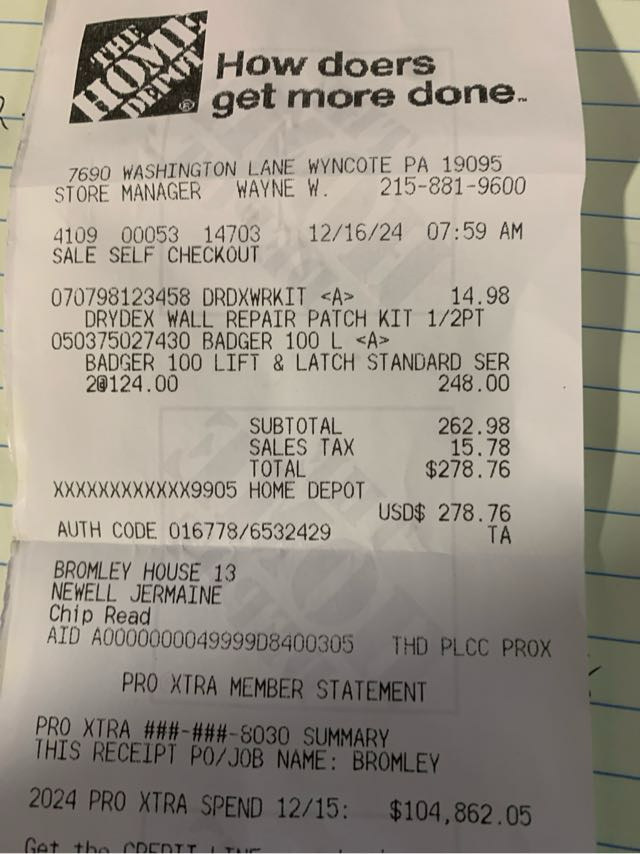 THE
HOME
DEPOT
®
How doers
get more done.™
7690 WASHINGTON LANE WYNCOTE PA 19095
STORE MANAGER WAYNE W. 215-881-9600
4109 00053 14703 12/16/24 07:59 AM
SALE SELF CHECKOUT
070798123458 DRDXWRKIT <A> 14.98
DRYDEX WALL REPAIR PATCH KIT 1/2PT
050375027430 BADGER 100 L <A>
BADGER 100 LIFT & LATCH STANDARD SER
2@124.00 248.00
SUBTOTAL 262.98
SALES TAX 15.78
TOTAL $278.76
XXXXXXXXXXXX9905 HOME DEPOT
USD$ 278.76
AUTH CODE 016778/6532429 TA
BROMLEY HOUSE 13
NEWELL JERMAINE
Chip Read
AID A0000000049999D8400305 THD PLCC PROX
PRO XTRA MEMBER STATEMENT
PRO XTRA ###-###-8030 SUMMARY
THIS RECEIPT PO/JOB NAME: BROMLEY
2024 PRO XTRA SPEND 12/15: $104,862.05
Get the CREDIT LINE